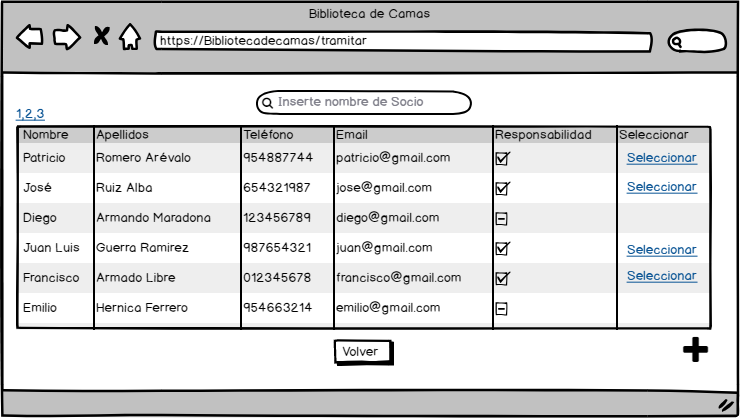 Biblioteca de Camas
https://Bibliotecadecamas/tramitar
Inserte nombre de Socio
1,2,3
Nombre Apellidos Teléfono Email Responsabilidad Seleccionar
Patricio Romero Arévalo 954887744 patricio@gmail.com Seleccionar
José Ruiz Alba 654321987 jose@gmail.com Seleccionar
Diego Armando Maradona 123456789 diego@gmail.com
Juan Luis Guerra Ramirez 987654321 juan@gmail.com Seleccionar
Francisco Armado Libre 012345678 francisco@gmail.com Seleccionar
Emilio Hernica Ferrero 954663214 emilio@gmail.com
Volver